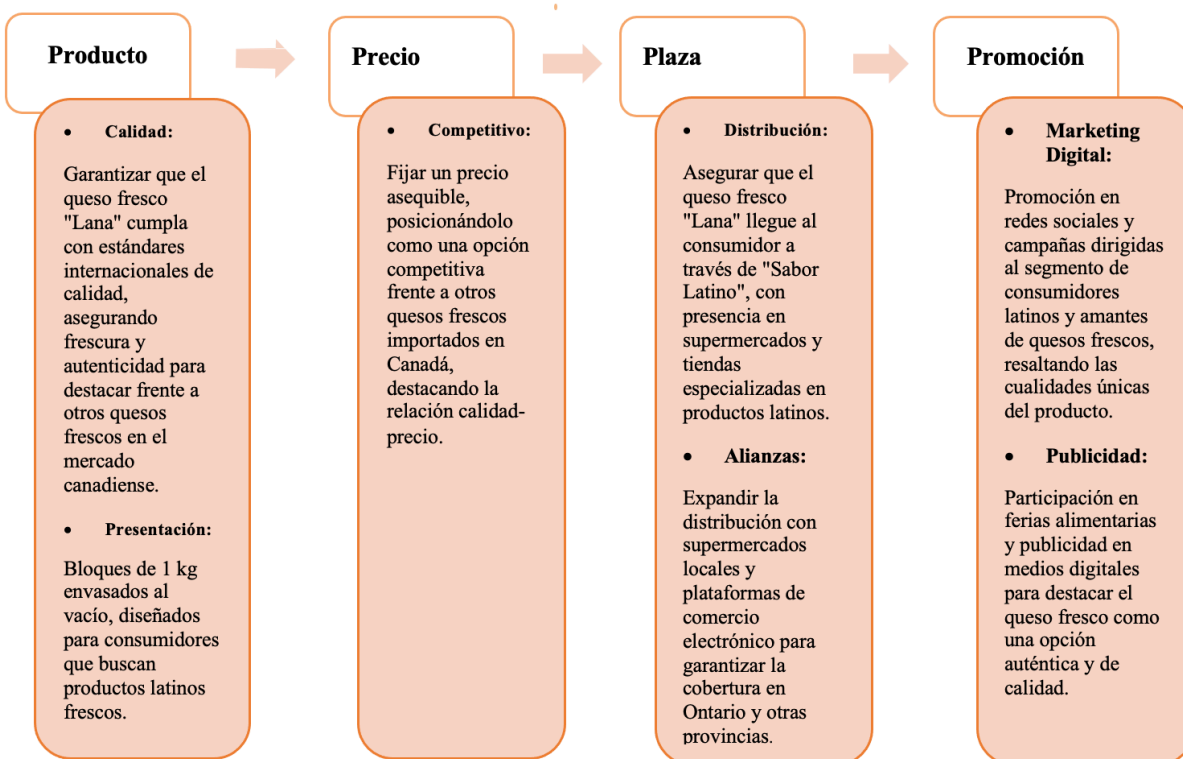 Producto
Calidad:
Garantizar que el
queso fresco
"Lana" cumpla
con estándares
internacionales de
calidad,
asegurando
frescura y
autenticidad para
destacar frente a
otros quesos
frescos en el
mercado
canadiense.
Presentación:
Bloques de 1 kg
envasados al
vacío, diseñados
para consumidores
que buscan
productos latinos
frescos.
Precio
Competitivo:
Fijar un precio
asequible,
posicionándolo
como una opción
competitiva
frente a otros
quesos frescos
importados en
Canadá,
destacando la
relación calidad-
precio.
Plaza
Distribución:
Asegurar que el
queso fresco
"Lana" llegue al
consumidor a
través de "Sabor
Latino", con
presencia en
supermercados y
tiendas
especializadas en
productos latinos.
Alianzas:
Expandir la
distribución con
supermercados
locales y
plataformas de
comercio
electrónico para
garantizar la
cobertura en
Ontario y otras
provincias.
Promoción
Marketing
Digital:
Promoción en
redes sociales y
campañas dirigidas
al segmento de
consumidores
latinos y amantes
de quesos frescos,
resaltando las
cualidades únicas
del producto.
Publicidad:
Participación en
ferias alimentarias
y publicidad en
medios digitales
para destacar el
queso fresco como
una opción
auténtica y de
calidad.